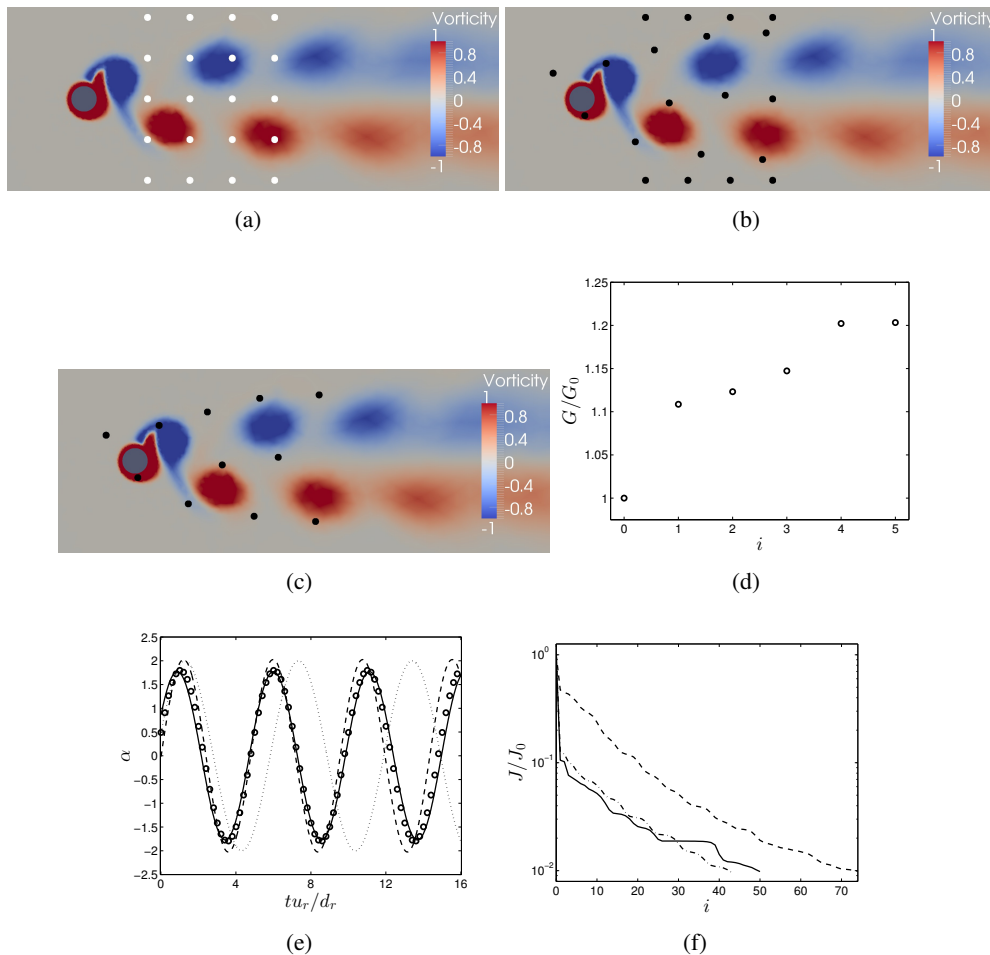 Vorticity
1
0.8
0.4
0
-0.4
-0.8
-1
(a)
Vorticity
1
0.8
0.4
0
-0.4
-0.8
-1
(b)
Vorticity
1
0.8
0.4
0
-0.4
-0.8
-1
(c)
1.25
1.2
1.15
1.1
1.05
1
G/G₀
0 1 2 3 4 5
i
(d)
2.5
2
1.5
1
0.5
0
−0.5
−1
−1.5
−2
−2.5
α
0 4 8 12 16
tuᵣ/dᵣ
(e)
10⁰
10⁻¹
10⁻²
J/J₀
0 10 20 30 40 50 60 70
i
(f)